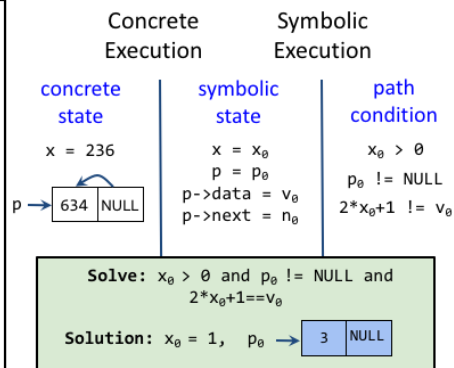 Concrete Execution
Symbolic Execution
concrete state
symbolic state
path condition
x = 236
p
634 NULL
x = x₀
p = p₀
p->data = v₀
p->next = n₀
x₀ > 0
p₀ != NULL
2*x₀+1 != v₀
Solve: x₀ > 0 and p₀ != NULL and
2*x₀+1==v₀
Solution: x₀ = 1, p₀ 3 NULL